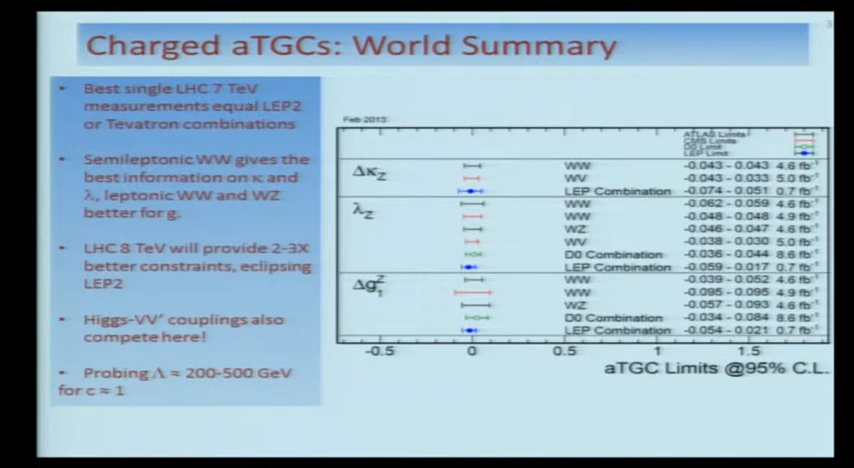 Charged aTGCs: World Summary
• Best single LHC 7 TeV
measurements equal LEP2
or Tevatron combinations
• Semileptonic WW gives the
best information on κ and
λ, leptonic WW and WZ
better for g.
• LHC 8 TeV will provide 2-3X
better constraints, eclipsing
LEP2
• Higgs-VV' couplings also
compete here!
• Probing Λ ≈ 200-500 GeV
for c ≈ 1
Feb 2013
ATLAS Limits
CMS Limits
D0 Limit
LEP Limit
Δκ_Z
WW -0.043 - 0.043 4.6 fb⁻¹
WV -0.043 - 0.033 5.0 fb⁻¹
LEP Combination -0.074 - 0.051 0.7 fb⁻¹
λ_Z
WW -0.062 - 0.059 4.6 fb⁻¹
WW -0.048 - 0.048 4.9 fb⁻¹
WZ -0.046 - 0.047 4.6 fb⁻¹
WV -0.038 - 0.030 5.0 fb⁻¹
D0 Combination -0.036 - 0.044 8.6 fb⁻¹
LEP Combination -0.059 - 0.017 0.7 fb⁻¹
Δg₁ᶻ
WW -0.039 - 0.052 4.6 fb⁻¹
WW -0.095 - 0.095 4.9 fb⁻¹
WZ -0.057 - 0.093 4.6 fb⁻¹
D0 Combination -0.034 - 0.084 8.6 fb⁻¹
LEP Combination -0.054 - 0.021 0.7 fb⁻¹
-0.5 0 0.5 1 1.5
aTGC Limits @95% C.L.